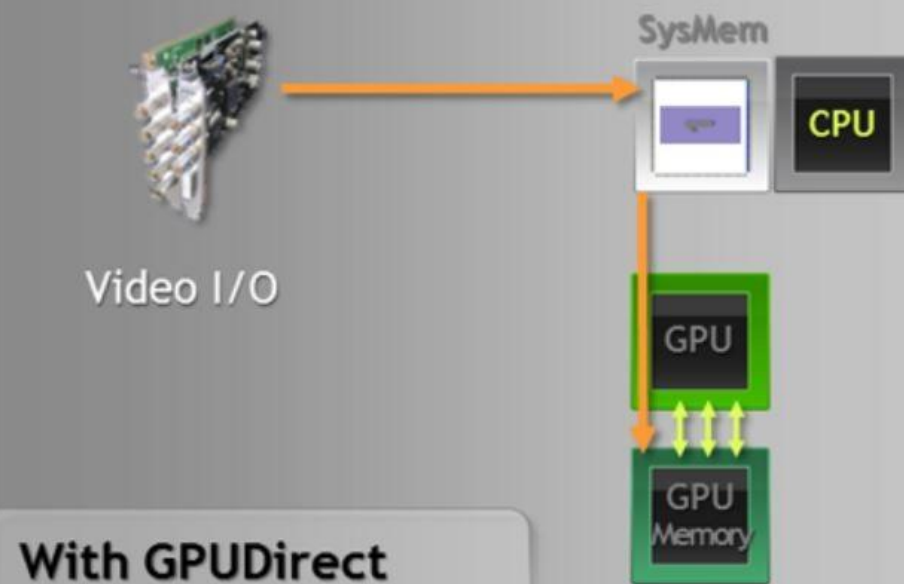 SysMem
CPU
Video I/O
GPU
GPU
Memory
With GPUDirect